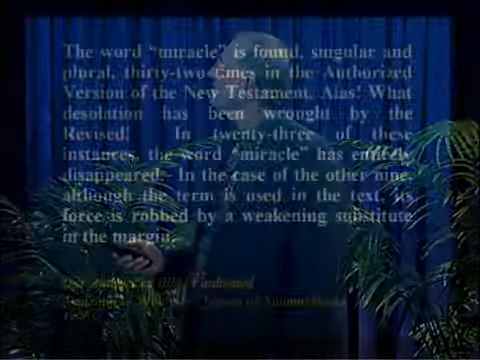 The word "miracle" is found, singular and
plural, thirty-two times in the Authorized
Version of the New Testament. Alas! What
desolation has been wrought by the
Revised! In twenty-three of these
instances, the word "miracle" has entirely
disappeared. In the case of the other nine,
although the term is used in the text, its
force is robbed by a weakening substitute
in the margin.
Vindicated